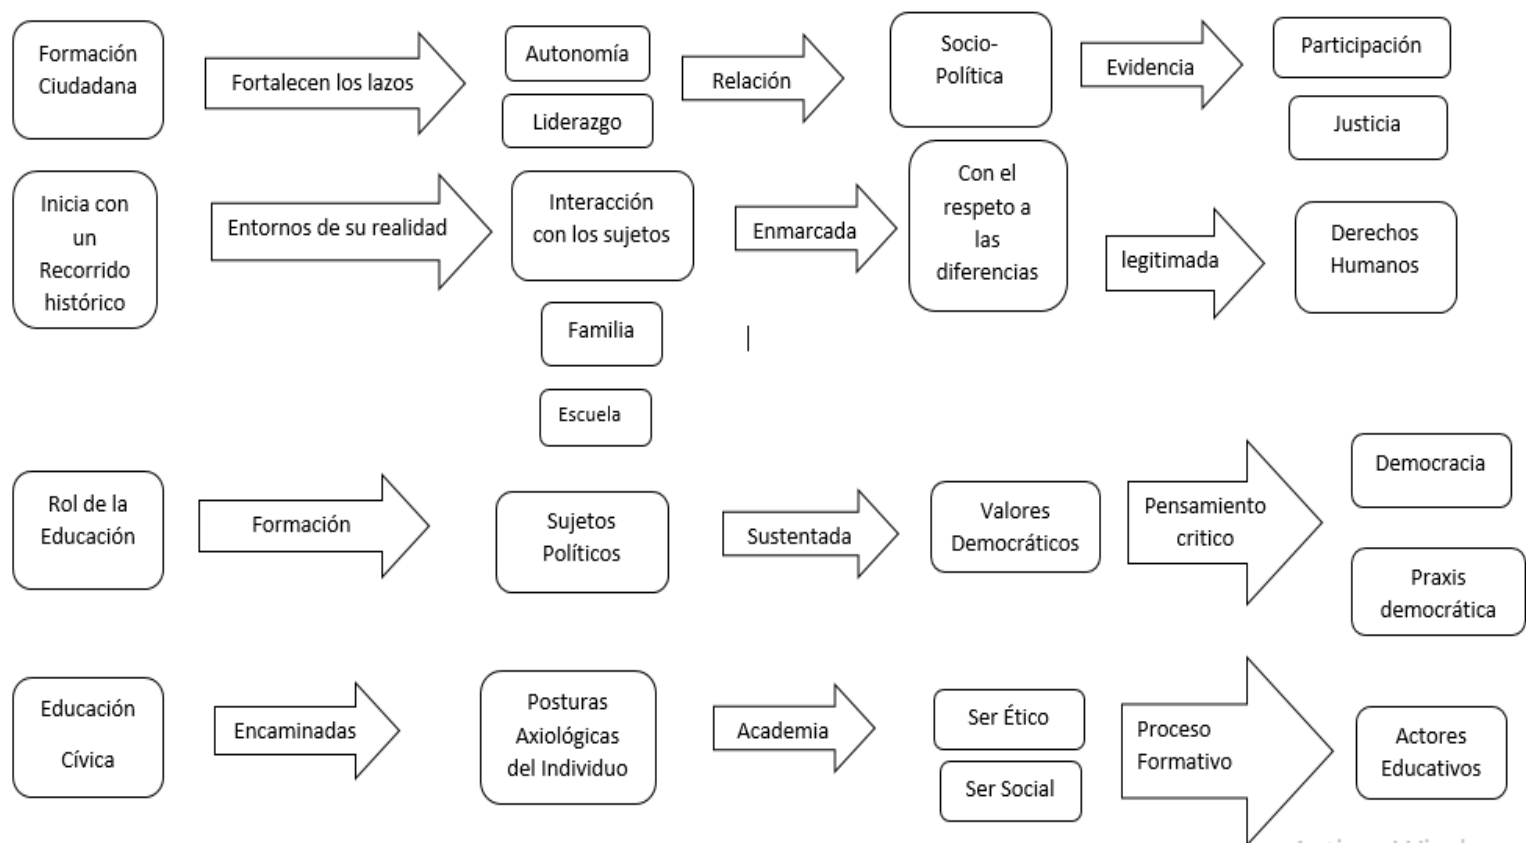 Formación
Ciudadana
Fortalecen los lazos
Autonomía
Liderazgo
Relación
Socio-
Política
Evidencia
Participación
Justicia
Inicia con
un
Recorrido
histórico
Entornos de su realidad
Interacción
con los sujetos
Familia
Escuela
Enmarcada
Con el
respeto a
las
diferencias
legitimada
Derechos
Humanos
Rol de la
Educación
Formación
Sujetos
Políticos
Sustentada
Valores
Democráticos
Pensamiento
critico
Democracia
Praxis
democrática
Educación
Cívica
Encaminadas
Posturas
Axiológicas
del Individuo
Academia
Ser Ético
Ser Social
Proceso
Formativo
Actores
Educativos